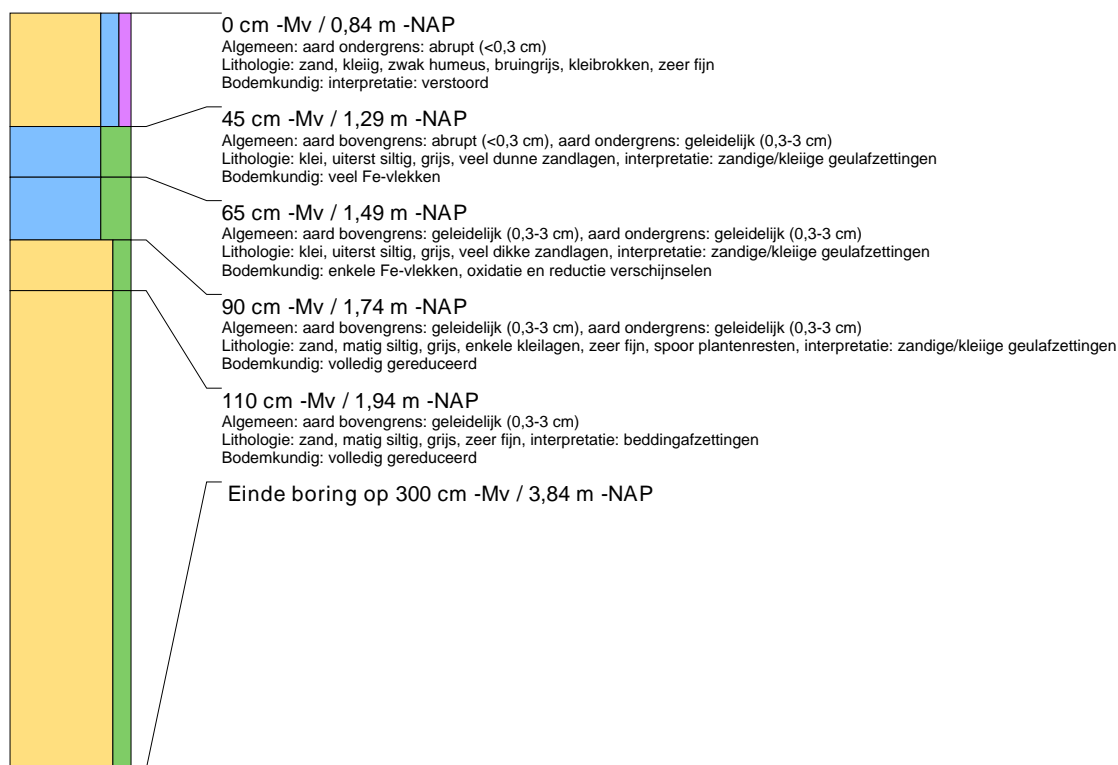 0 cm -Mv / 0,84 m -NAP
Algemeen: aard ondergrens: abrupt (<0,3 cm)
Lithologie: zand, kleiig, zwak humeus, bruingrijs, kleibrokken, zeer fijn
Bodemkundig: interpretatie: verstoord
45 cm -Mv / 1,29 m -NAP
Algemeen: aard bovengrens: abrupt (<0,3 cm), aard ondergrens: geleidelijk (0,3-3 cm)
Lithologie: klei, uiterst siltig, grijs, veel dunne zandlagen, interpretatie: zandige/kleiige geulafzettingen
Bodemkundig: veel Fe-vlekken
65 cm -Mv / 1,49 m -NAP
Algemeen: aard bovengrens: geleidelijk (0,3-3 cm), aard ondergrens: geleidelijk (0,3-3 cm)
Lithologie: klei, uiterst siltig, grijs, veel dikke zandlagen, interpretatie: zandige/kleiige geulafzettingen
Bodemkundig: enkele Fe-vlekken, oxidatie en reductie verschijnselen
90 cm -Mv / 1,74 m -NAP
Algemeen: aard bovengrens: geleidelijk (0,3-3 cm), aard ondergrens: geleidelijk (0,3-3 cm)
Lithologie: zand, matig siltig, grijs, enkele kleilagen, zeer fijn, spoor plantenresten, interpretatie: zandige/kleiige geulafzettingen
Bodemkundig: volledig gereduceerd
110 cm -Mv / 1,94 m -NAP
Algemeen: aard bovengrens: geleidelijk (0,3-3 cm)
Lithologie: zand, matig siltig, grijs, zeer fijn, interpretatie: beddingafzettingen
Bodemkundig: volledig gereduceerd
Einde boring op 300 cm -Mv / 3,84 m -NAP